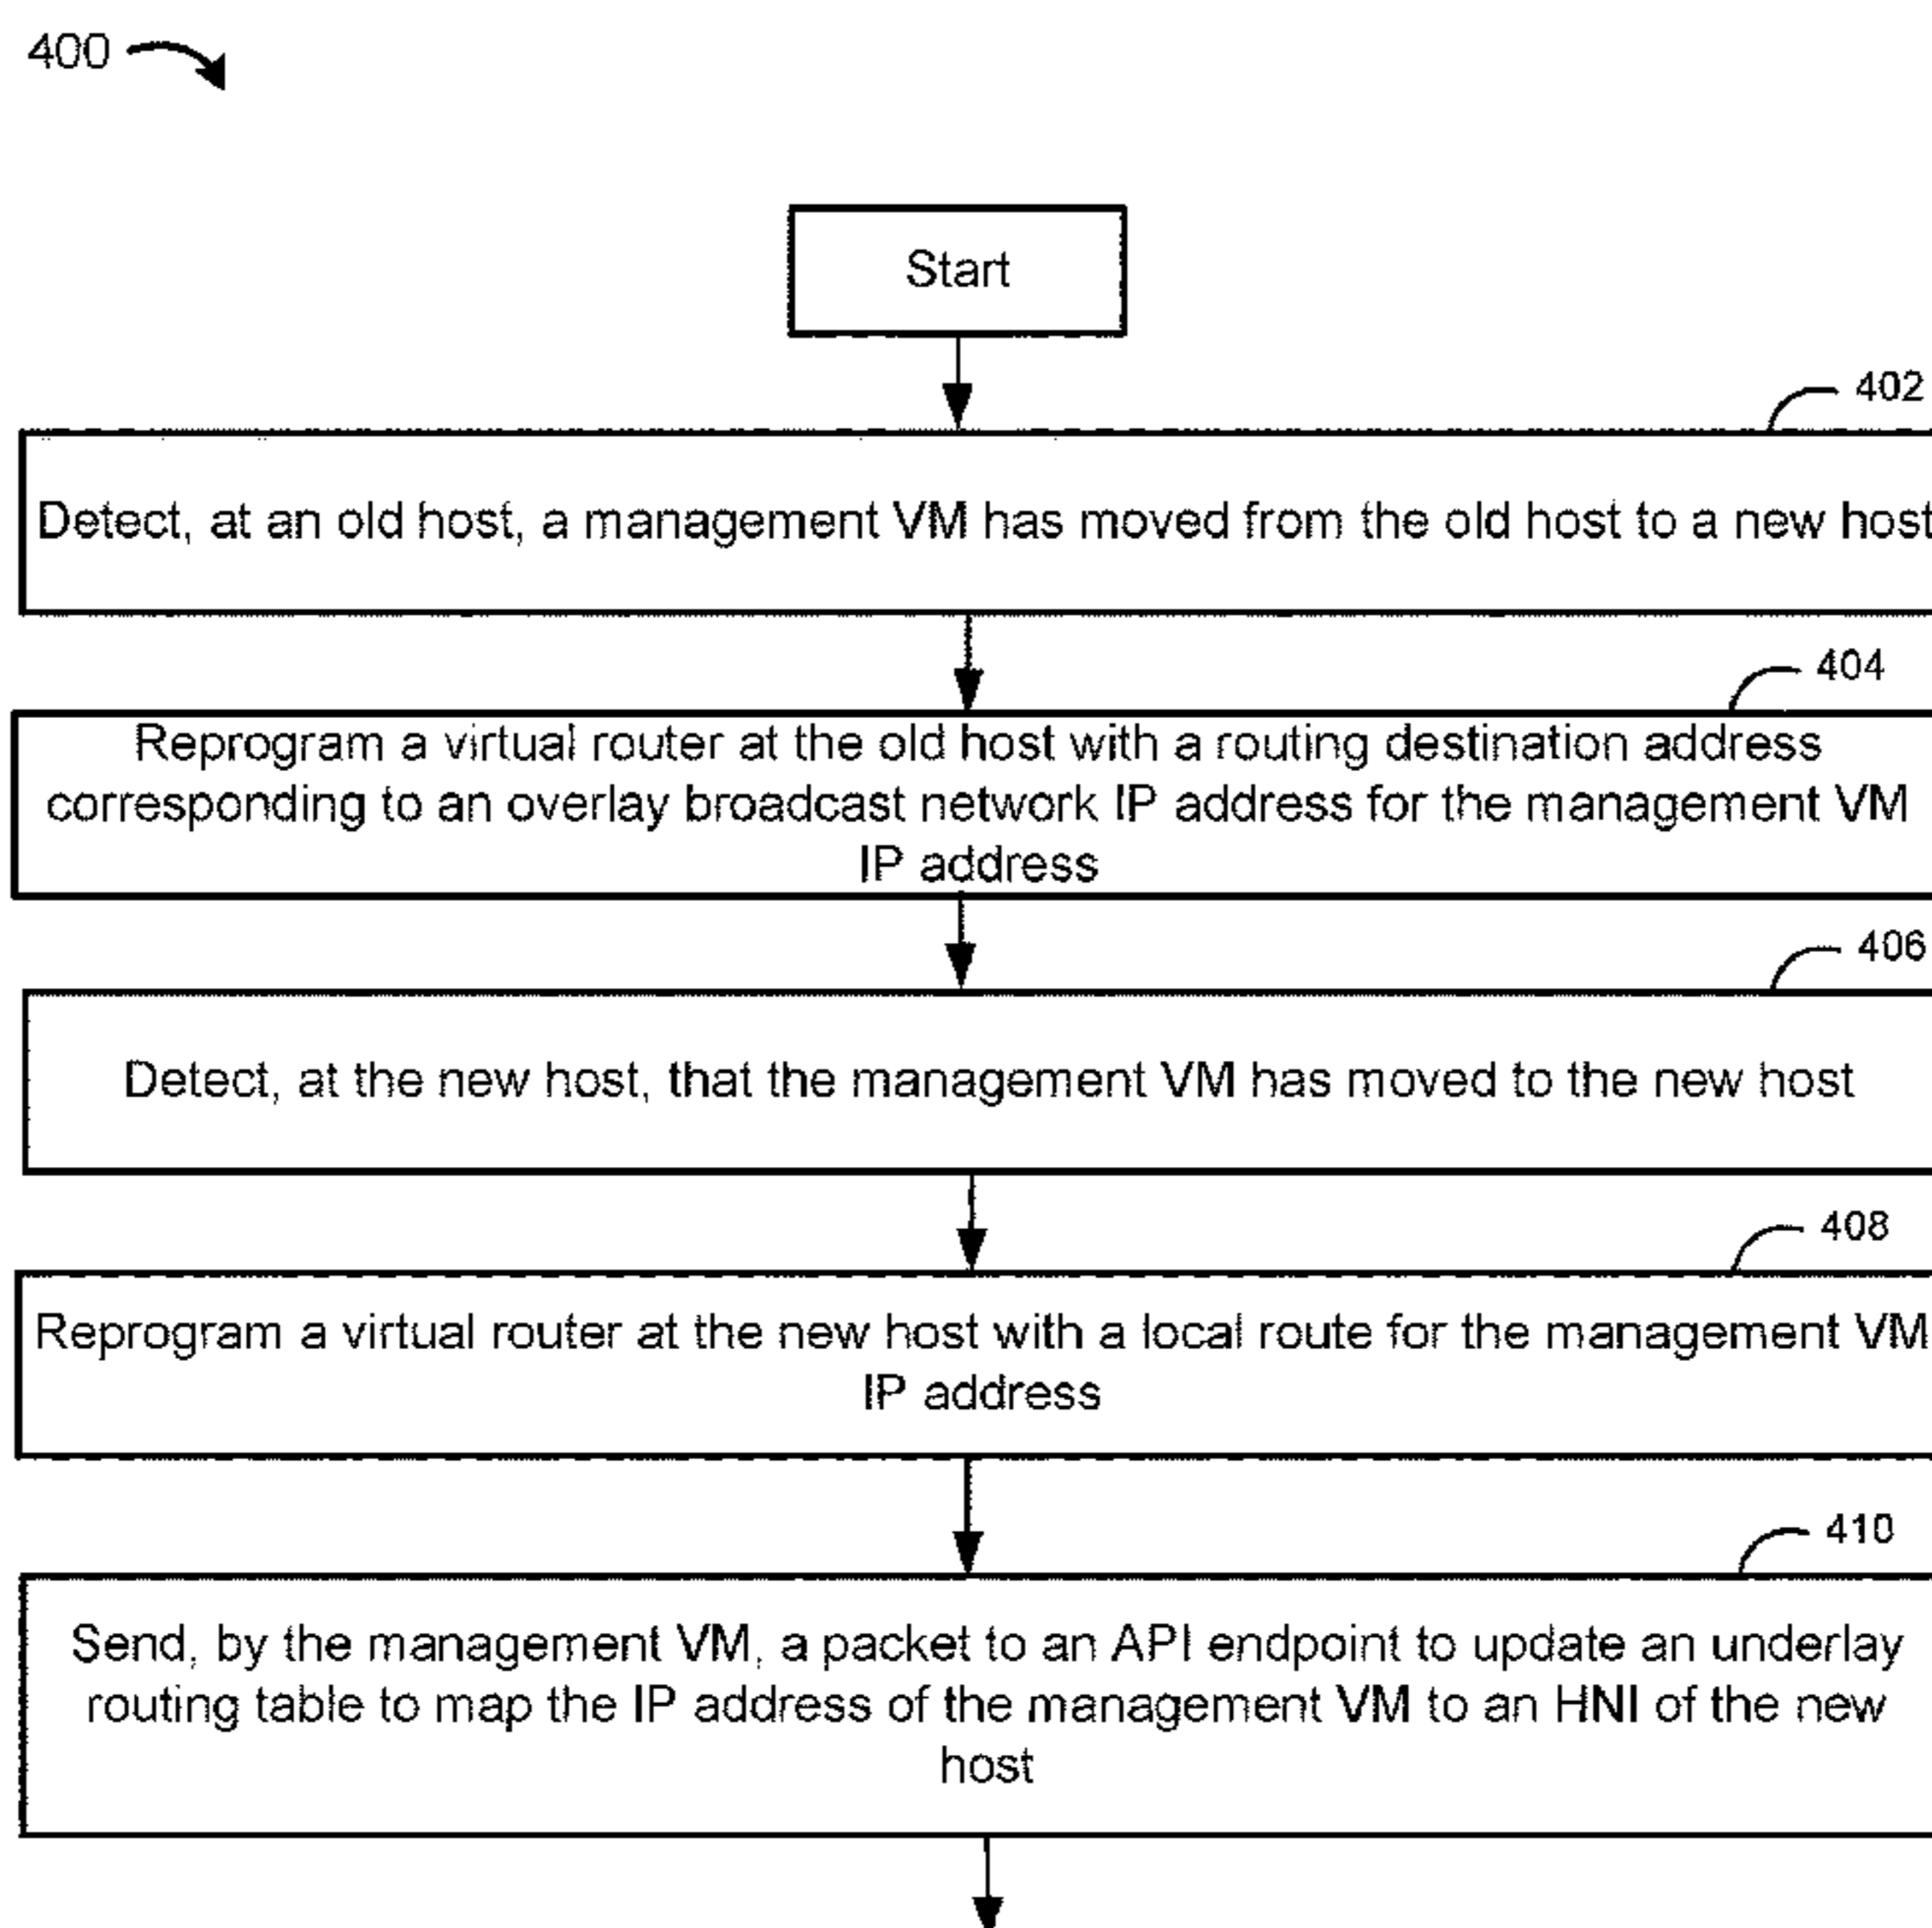 400
Start
402
Detect, at an old host, a management VM has moved from the old host to a new host
404
Reprogram a virtual router at the old host with a routing destination address
corresponding to an overlay broadcast network IP address for the management VM
IP address
406
Detect, at the new host, that the management VM has moved to the new host
408
Reprogram a virtual router at the new host with a local route for the management VM
IP address
410
Send, by the management VM, a packet to an API endpoint to update an underlay
routing table to map the IP address of the management VM to an HNI of the new
host